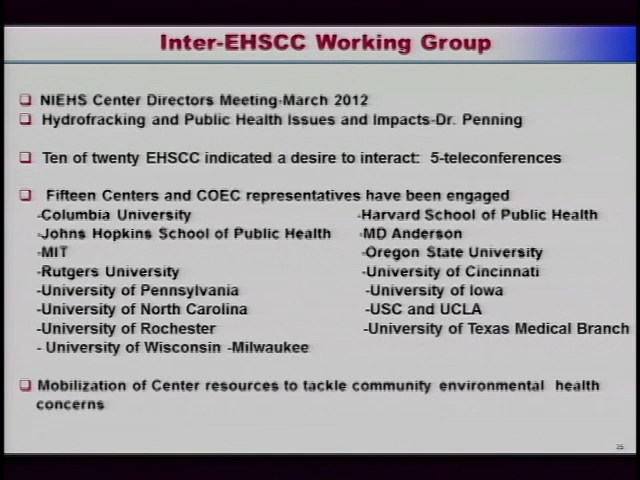 Inter-EHSCC Working Group
NIEHS Center Directors Meeting-March 2012
Hydrofracking and Public Health Issues and Impacts-Dr. Penning
Ten of twenty EHSCC indicated a desire to interact: 5-teleconferences
Fifteen Centers and COEC representatives have been engaged
-Columbia University
-Harvard School of Public Health
-Johns Hopkins School of Public Health
-MD Anderson
-MIT
-Oregon State University
-Rutgers University
-University of Cincinnati
-University of Pennsylvania
-University of Iowa
-University of North Carolina
-USC and UCLA
-University of Rochester
-University of Texas Medical Branch
- University of Wisconsin -Milwaukee
Mobilization of Center resources to tackle community environmental health
concerns
25